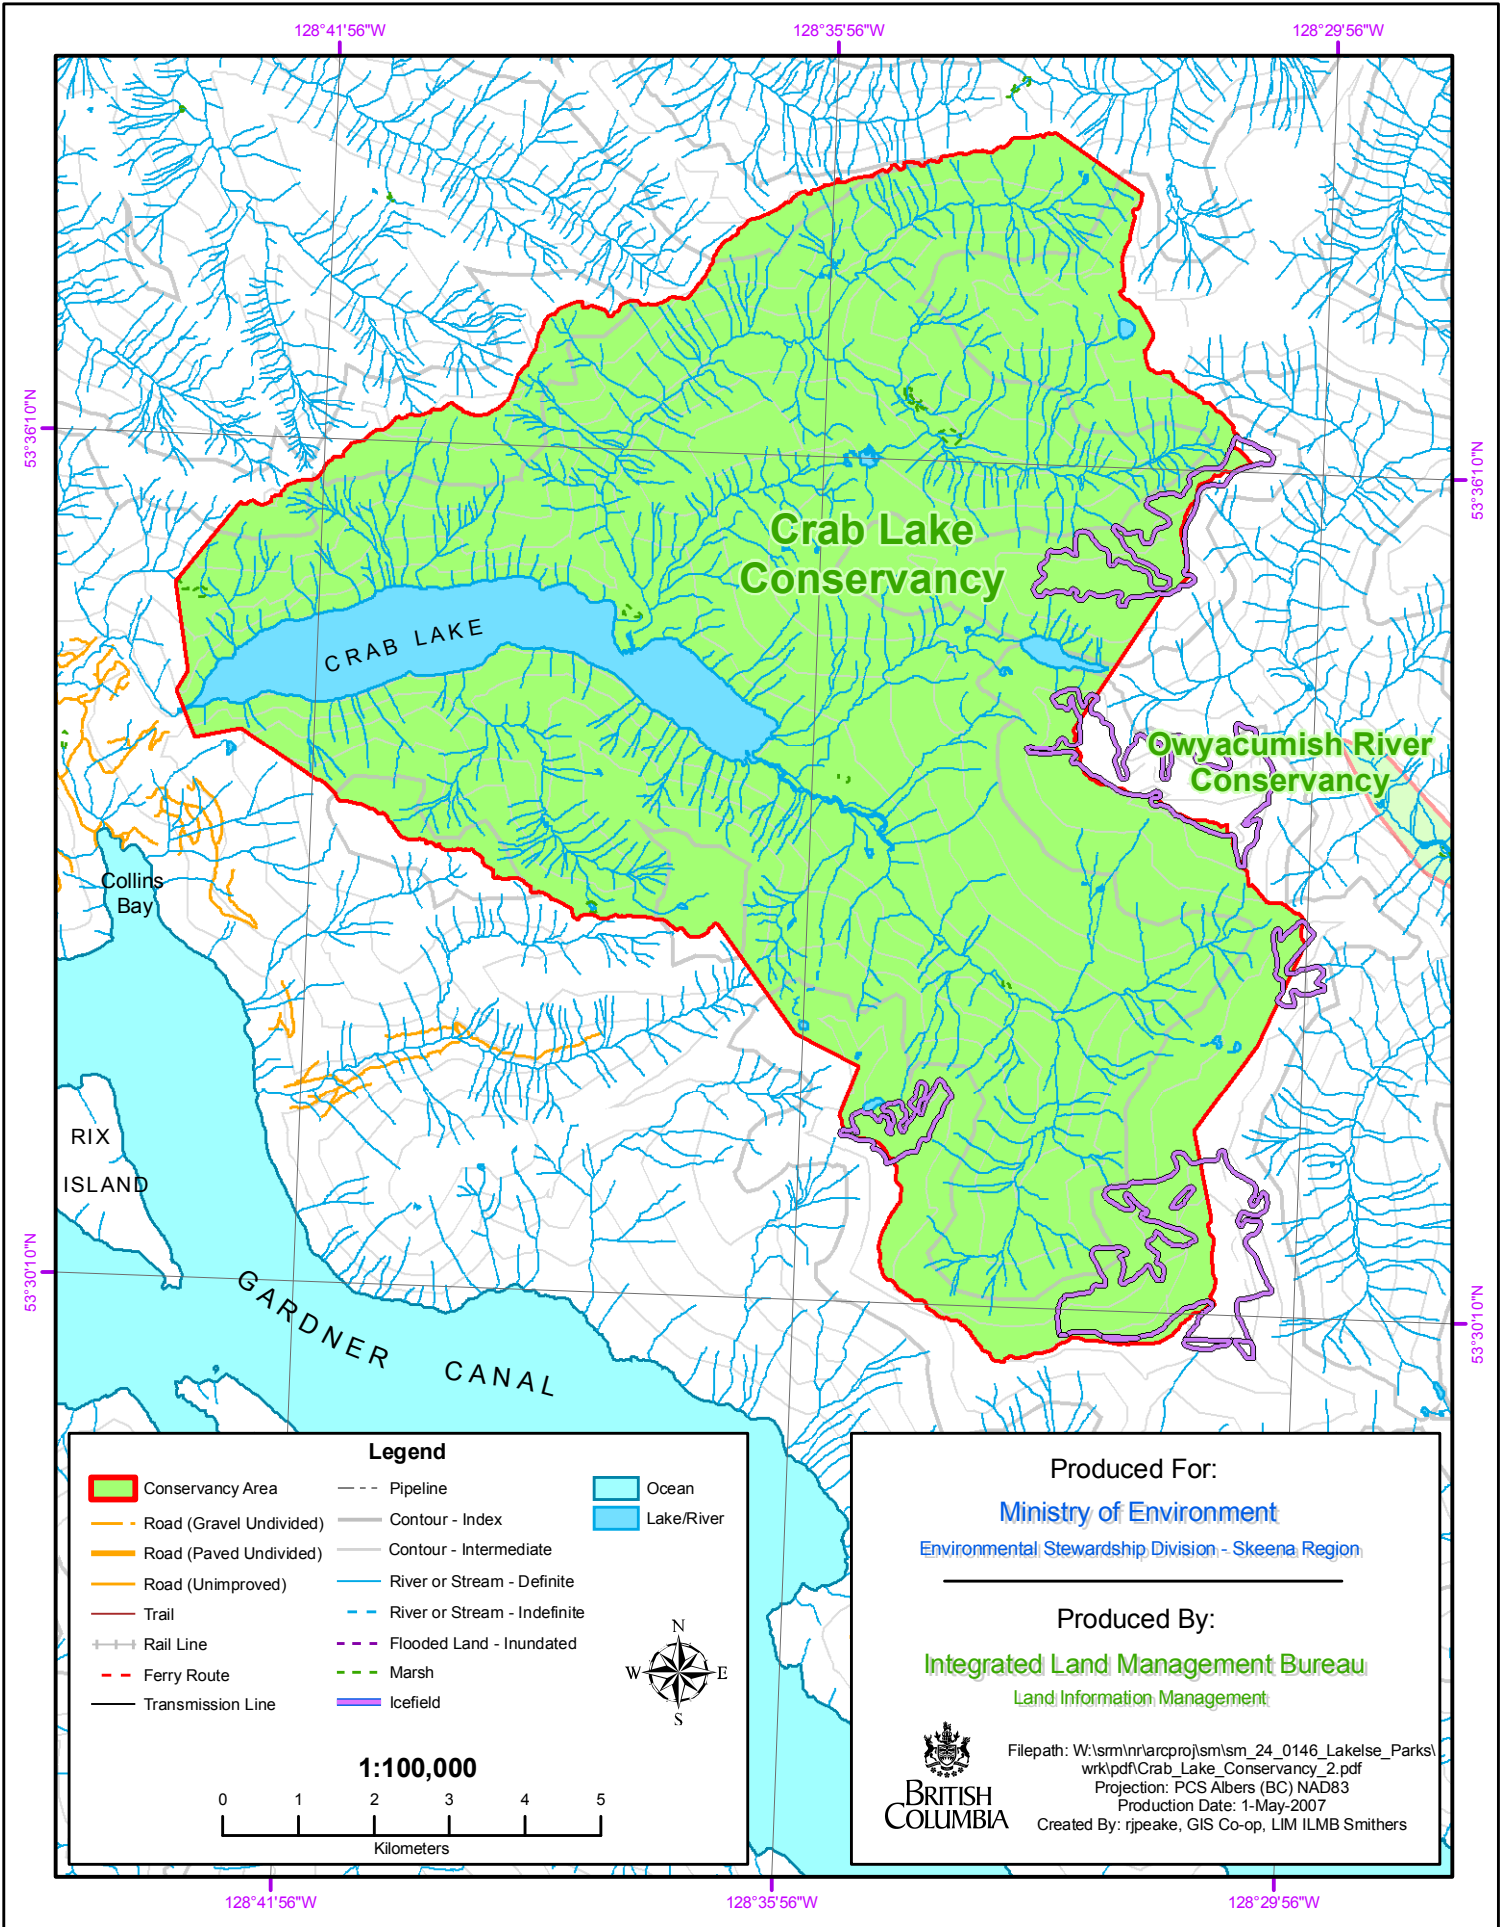 128°41'56"W
128°35'56"W
128°29'56"W
53°36'10"N
53°36'10"N
Crab Lake
Conservancy
CRAB LAKE
Owyacumish River
Conservancy
Collins
Bay
RIX
ISLAND
53°30'10"N
53°30'10"N
GARDNER CANAL
Legend
Conservancy Area
Road (Gravel Undivided)
Road (Paved Undivided)
Road (Unimproved)
Trail
Rail Line
Ferry Route
Transmission Line
Pipeline
Contour - Index
Contour - Intermediate
River or Stream - Definite
River or Stream - Indefinite
Flooded Land - Inundated
Marsh
Icefield
Ocean
Lake/River
N
W E
S
1:100,000
0 1 2 3 4 5
Kilometers
Produced For:
Ministry of Environment
Environmental Stewardship Division - Skeena Region
Produced By:
Integrated Land Management Bureau
Land Information Management
BRITISH
COLUMBIA
Filepath: W:\srm\nr\arcproj\sm\sm_24_0146_Lakelse_Parks\
wrk\pdf\Crab_Lake_Conservancy_2.pdf
Projection: PCS Albers (BC) NAD83
Production Date: 1-May-2007
Created By: rjpeake, GIS Co-op, LIM ILMB Smithers
128°41'56"W
128°35'56"W
128°29'56"W